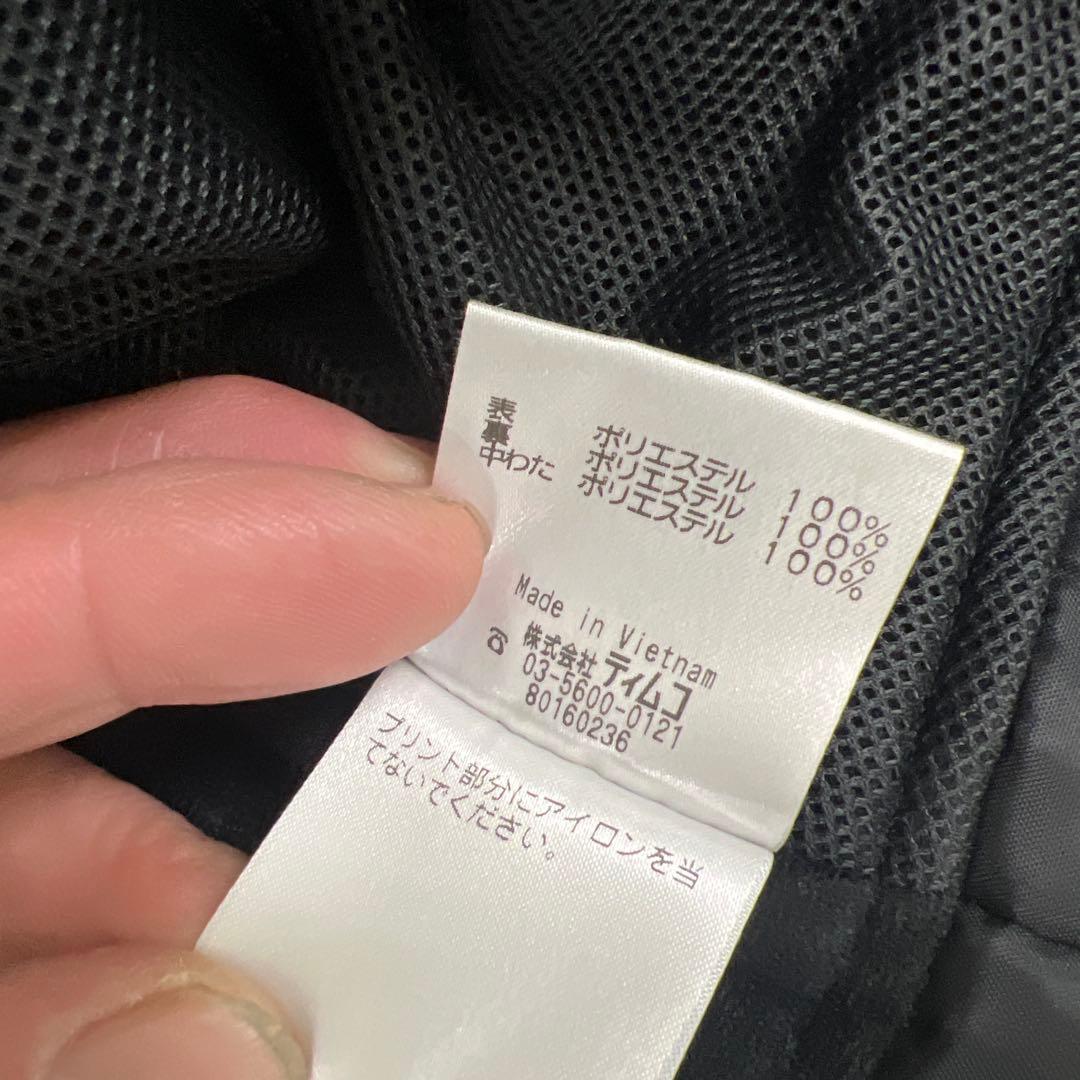 表 ポリエステル 100%
裏 ポリエステル 100%
中わた ポリエステル 100%
Made in Vietnam
株式会社 ティムコ
☎ 03-5600-0121
80160236
プリント部分にアイロンを当
てないでください。